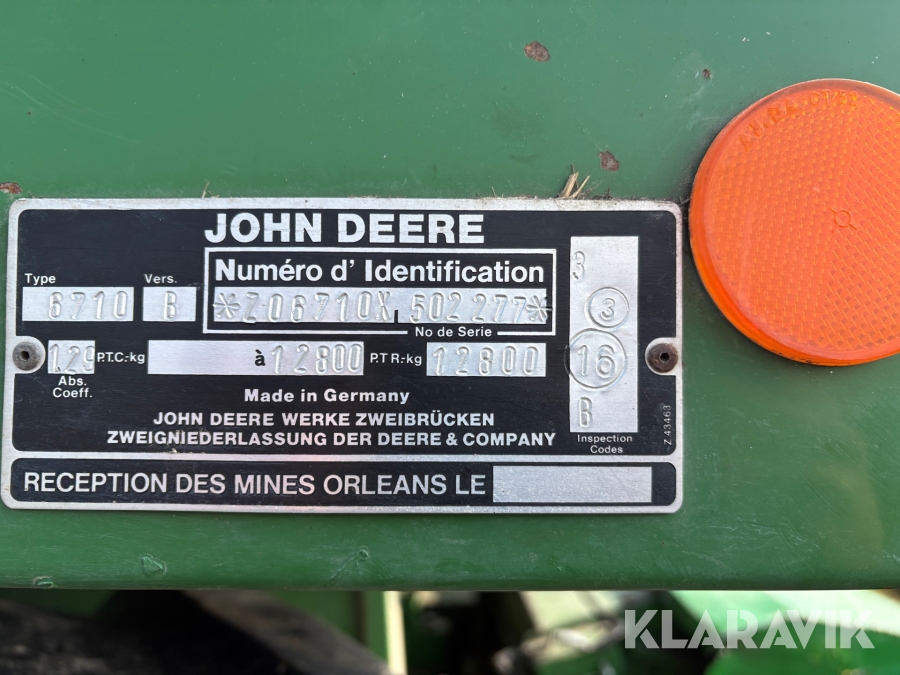 JOHN DEERE
Numéro d' Identification
Type
6710
Vers.
B
*Z06710X 502277*
No de Serie
1.29
Abs.
Coeff.
P.T.C.-kg
à 12800
P.T R.-kg
12800
Made in Germany
JOHN DEERE WERKE ZWEIBRÜCKEN
ZWEIGNIEDERLASSUNG DER DEERE & COMPANY
3
3
16
B
Inspection
Codes
Z 43463
RECEPTION DES MINES ORLEANS LE
KLARAVIK